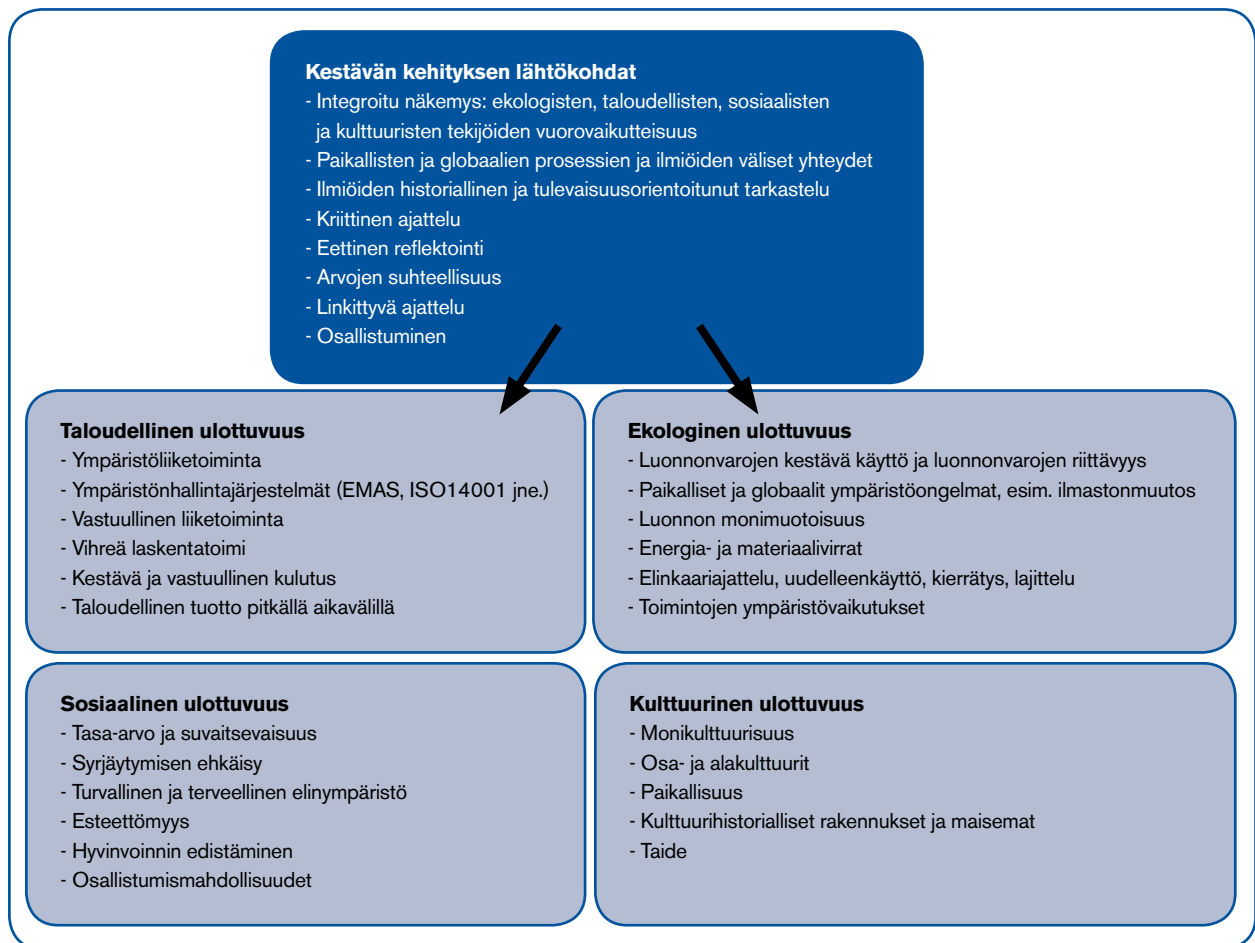 Kestävän kehityksen lähtökohdat
- Integroitu näkemys: ekologisten, taloudellisten, sosiaalisten
ja kulttuuristen tekijöiden vuorovaikutteisuus
- Paikallisten ja globaalien prosessien ja ilmiöiden väliset yhteydet
- Ilmiöiden historiallinen ja tulevaisuusorientoitunut tarkastelu
- Kriittinen ajattelu
- Eettinen reflektointi
- Arvojen suhteellisuus
- Linkittyvä ajattelu
- Osallistuminen
Taloudellinen ulottuvuus
- Ympäristöliiketoiminta
- Ympäristönhallintajärjestelmät (EMAS, ISO14001 jne.)
- Vastuullinen liiketoiminta
- Vihreä laskentatoimi
- Kestävä ja vastuullinen kulutus
- Taloudellinen tuotto pitkällä aikavälillä
Ekologinen ulottuvuus
- Luonnonvarojen kestävä käyttö ja luonnonvarojen riittävyys
- Paikalliset ja globaalit ympäristöongelmat, esim. ilmastonmuutos
- Luonnon monimuotoisuus
- Energia- ja materiaalivirrat
- Elinkaariajattelu, uudelleenkäyttö, kierrätys, lajittelu
- Toimintojen ympäristövaikutukset
Sosiaalinen ulottuvuus
- Tasa-arvo ja suvaitsevaisuus
- Syrjäytymisen ehkäisy
- Turvallinen ja terveellinen elinympäristö
- Esteettömyys
- Hyvinvoinnin edistäminen
- Osallistumismahdollisuudet
Kulttuurinen ulottuvuus
- Monikulttuurisuus
- Osa- ja alakulttuurit
- Paikallisuus
- Kulttuurihistorialliset rakennukset ja maisemat
- Taide